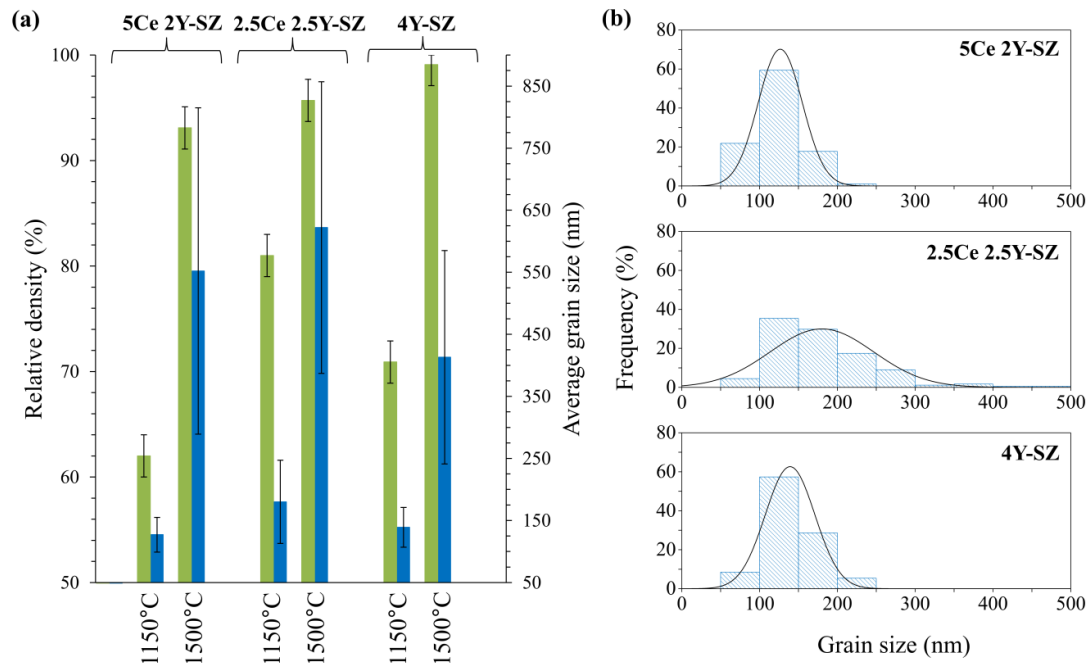 (a)
5Ce 2Y-SZ 2.5Ce 2.5Y-SZ 4Y-SZ
100
90
80
70
60
50
Relative density (%)
850
750
650
550
450
350
250
150
50
Average grain size (nm)
1150°C
1500°C
1150°C
1500°C
1150°C
1500°C
(b)
5Ce 2Y-SZ
80
60
40
20
0
0 100 200 300 400 500
2.5Ce 2.5Y-SZ
80
60
40
20
0
0 100 200 300 400 500
4Y-SZ
80
60
40
20
0
0 100 200 300 400 500
Frequency (%)
Grain size (nm)